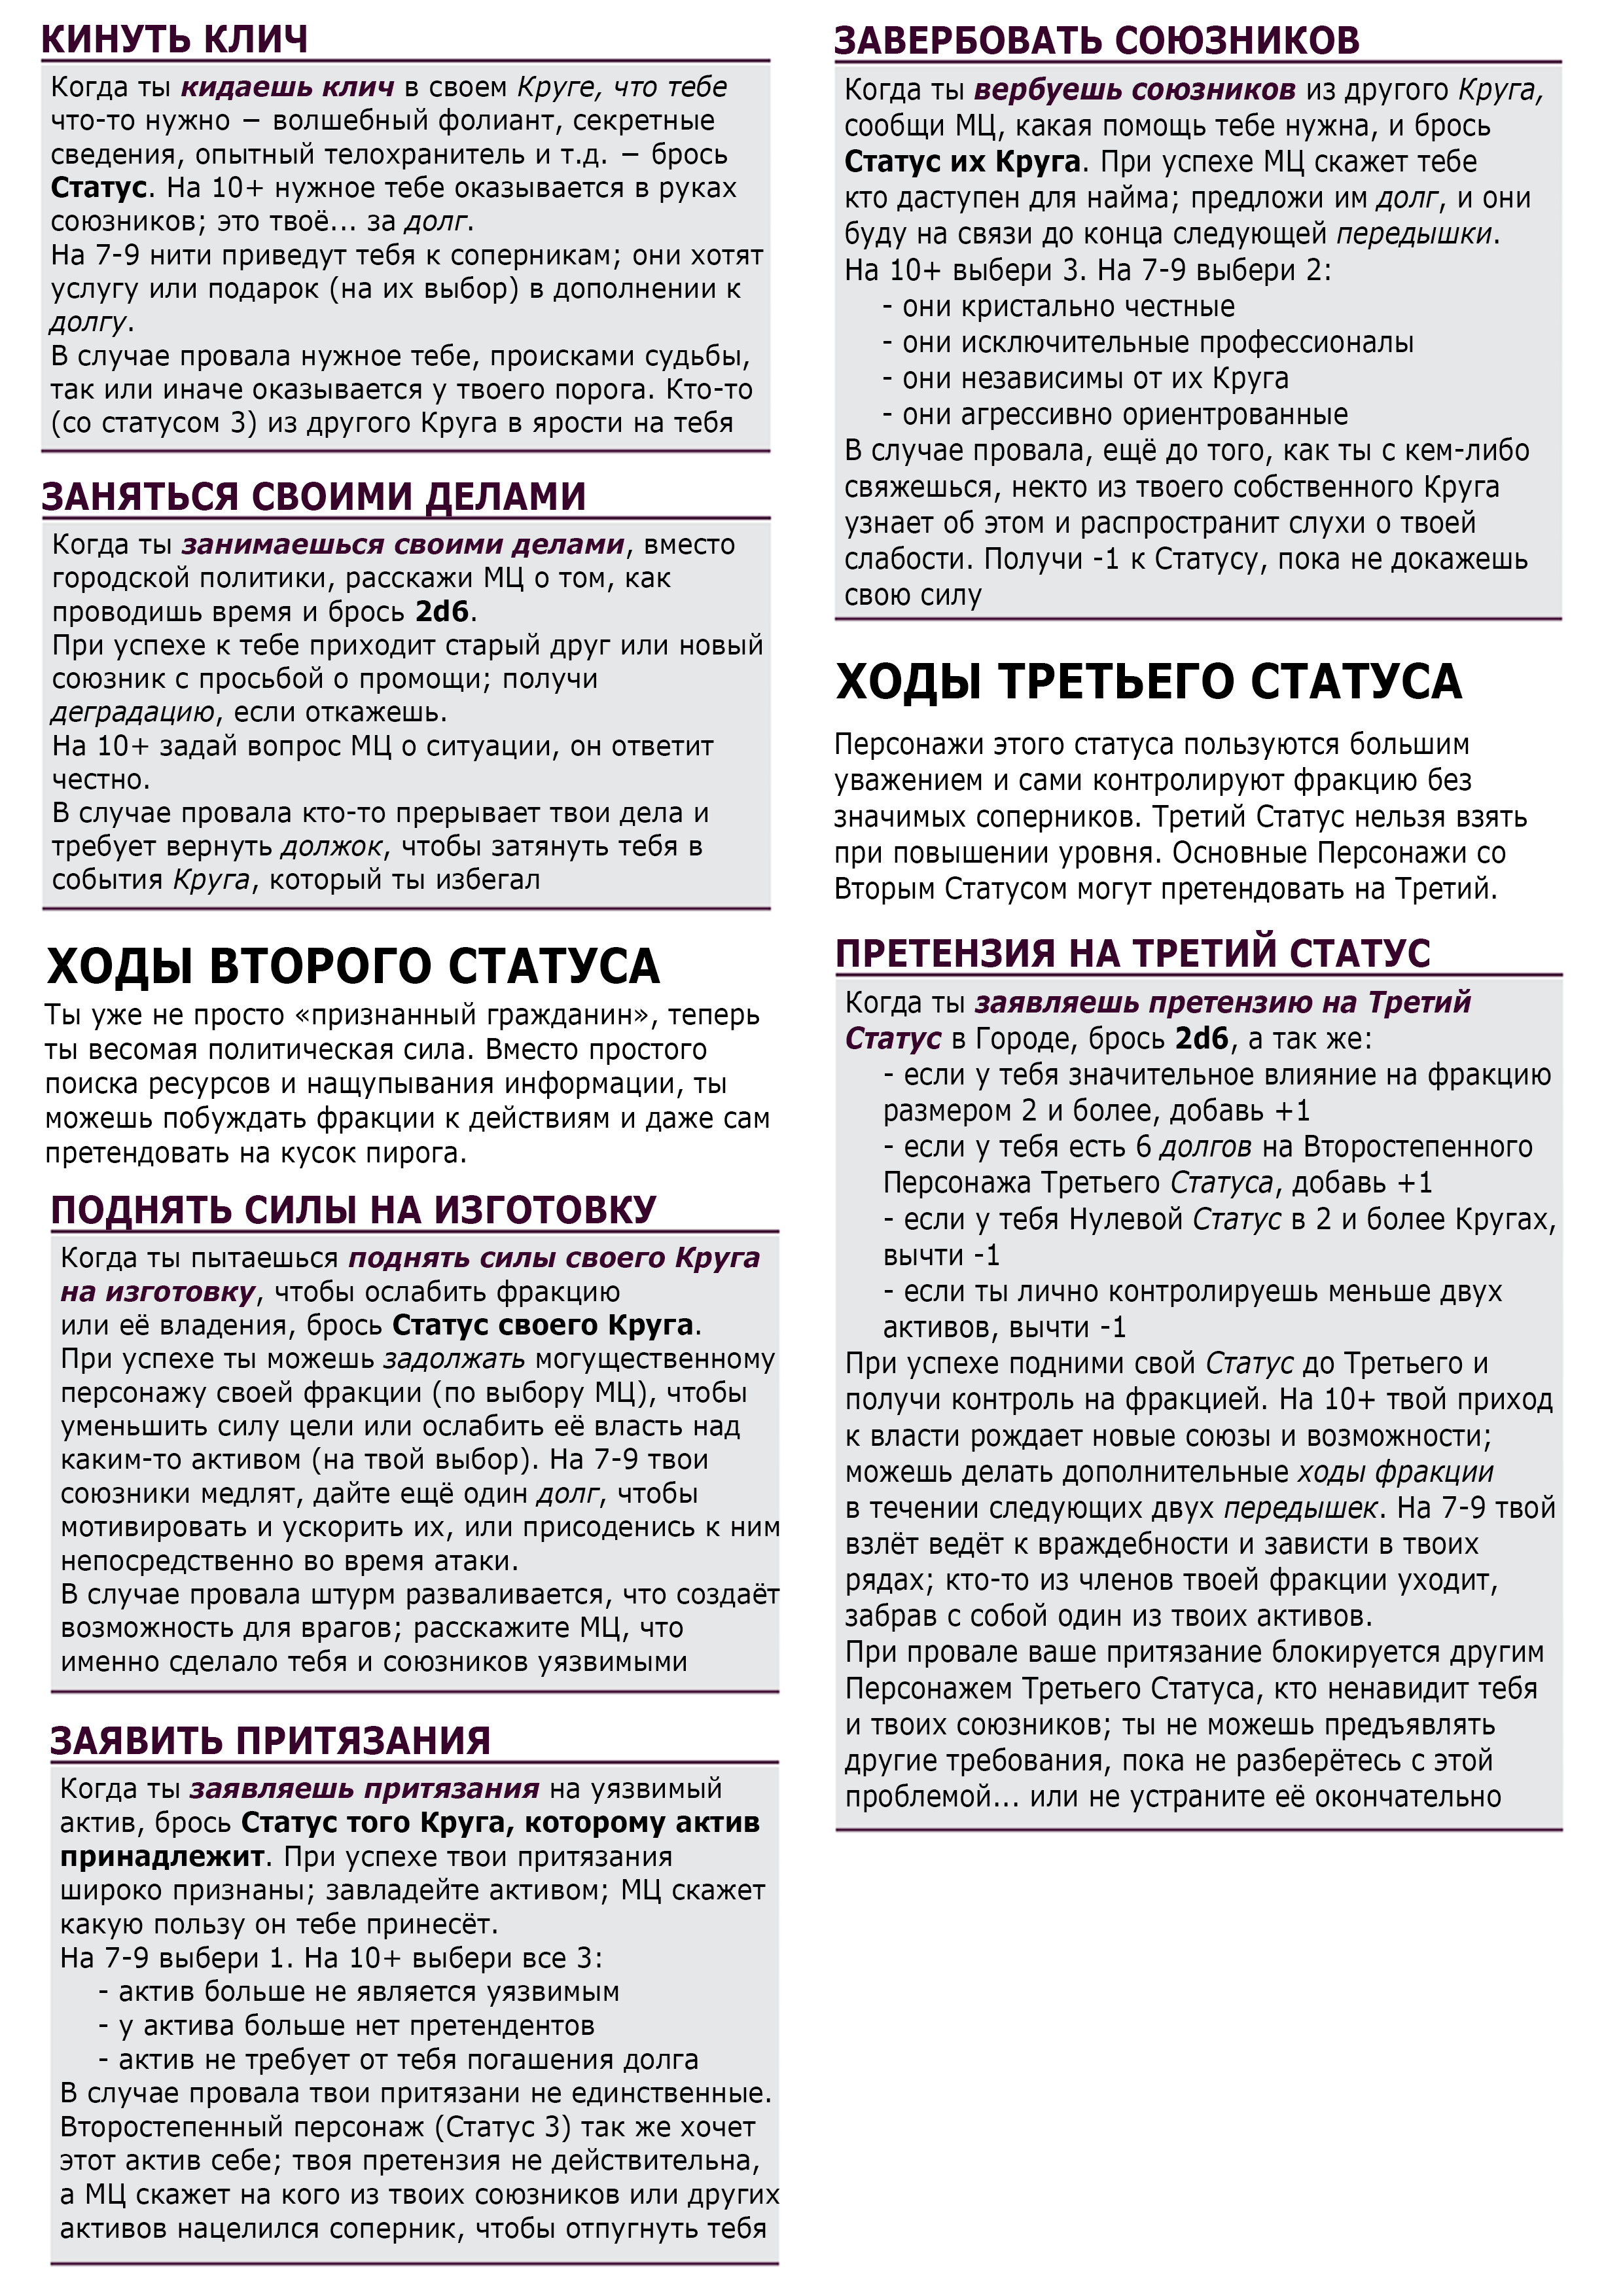 КИНУТЬ КЛИЧ
Когда ты кидаешь клич в своем Круге, что тебе
что-то нужно – волшебный фолиант, секретные
сведения, опытный телохранитель и т.д. – брось
Статус. На 10+ нужное тебе оказывается в руках
союзников; это твоё... за долг.
На 7-9 нити приведут тебя к соперникам; они хотят
услугу или подарок (на их выбор) в дополнении к
долгу.
В случае провала нужное тебе, происками судьбы,
так или иначе оказывается у твоего порога. Кто-то
(со статусом 3) из другого Круга в ярости на тебя
ЗАНЯТЬСЯ СВОИМИ ДЕЛАМИ
Когда ты занимаешься своими делами, вместо
городской политики, расскажи МЦ о том, как
проводишь время и брось 2d6.
При успехе к тебе приходит старый друг или новый
союзник с просьбой о промощи; получи
деградацию, если откажешь.
На 10+ задай вопрос МЦ о ситуации, он ответит
честно.
В случае провала кто-то прерывает твои дела и
требует вернуть должок, чтобы затянуть тебя в
события Круга, который ты избегал
ХОДЫ ВТОРОГО СТАТУСА
Ты уже не просто «признанный гражданин», теперь
ты весомая политическая сила. Вместо простого
поиска ресурсов и нащупывания информации, ты
можешь побуждать фракции к действиям и даже сам
претендовать на кусок пирога.
ПОДНЯТЬ СИЛЫ НА ИЗГОТОВКУ
Когда ты пытаешься поднять силы своего Круга
на изготовку, чтобы ослабить фракцию
или её владения, брось Статус своего Круга.
При успехе ты можешь задолжать могущественному
персонажу своей фракции (по выбору МЦ), чтобы
уменьшить силу цели или ослабить её власть над
каким-то активом (на твой выбор). На 7-9 твои
союзники медлят, дайте ещё один долг, чтобы
мотивировать и ускорить их, или присоденись к ним
непосредственно во время атаки.
В случае провала штурм разваливается, что создаёт
возможность для врагов; расскажите МЦ, что
именно сделало тебя и союзников уязвимыми
ЗАЯВИТЬ ПРИТЯЗАНИЯ
Когда ты заявляешь притязания на уязвимый
актив, брось Статус того Круга, которому актив
принадлежит. При успехе твои притязания
широко признаны; завладейте активом; МЦ скажет
какую пользу он тебе принесёт.
На 7-9 выбери 1. На 10+ выбери все 3:
- актив больше не является уязвимым
- у актива больше нет претендентов
- актив не требует от тебя погашения долга
В случае провала твои притязани не единственные.
Второстепенный персонаж (Статус 3) так же хочет
этот актив себе; твоя претензия не действительна,
а МЦ скажет на кого из твоих союзников или других
активов нацелился соперник, чтобы отпугнуть тебя
ЗАВЕРБОВАТЬ СОЮЗНИКОВ
Когда ты вербуешь союзников из другого Круга,
сообщи МЦ, какая помощь тебе нужна, и брось
Статус их Круга. При успехе МЦ скажет тебе
кто даступен для найма; предложи им долг, и они
буду на связи до конца следующей передышки.
На 10+ выбери 3. На 7-9 выбери 2:
- они кристально честные
- они исключительные профессионалы
- они независимы от их Круга
- они агрессивно ориентрованные
В случае провала, ещё до того, как ты с кем-либо
свяжешься, некто из твоего собственного Круга
узнает об этом и распространит слухи о твоей
слабости. Получи -1 к Статусу, пока не докажешь
свою силу
ХОДЫ ТРЕТЬЕГО СТАТУСА
Персонажи этого статуса пользуются большим
уважением и сами контролируют фракцию без
значимых соперников. Третий Статус нельзя взять
при повышении уровня. Основные Персонажи со
Вторым Статусом могут претендовать на Третий.
ПРЕТЕНЗИЯ НА ТРЕТИЙ СТАТУС
Когда ты заявляешь претензию на Третий
Статус в Городе, брось 2d6, а так же:
- если у тебя значительное влияние на фракцию
размером 2 и более, добавь +1
- если у тебя есть 6 долгов на Второстепенного
Персонажа Третьего Статуса, добавь +1
- если у тебя Нулевой Статус в 2 и более Кругах,
вычти -1
- если ты лично контролируешь меньше двух
активов, вычти -1
При успехе подними свой Статус до Третьего и
получи контроль на фракцией. На 10+ твой приход
к власти рождает новые союзы и возможности;
можешь делать дополнительные ходы фракции
в течении следующих двух передышек. На 7-9 твой
взлёт ведёт к враждебности и зависти в твоих
рядах; кто-то из членов твоей фракции уходит,
забрав с собой один из твоих активов.
При провале ваше притязание блокируется другим
Персонажем Третьего Статуса, кто ненавидит тебя
и твоих союзников; ты не можешь предъявлять
другие требования, пока не разберётесь с этой
проблемой... или не устраните её окончательно